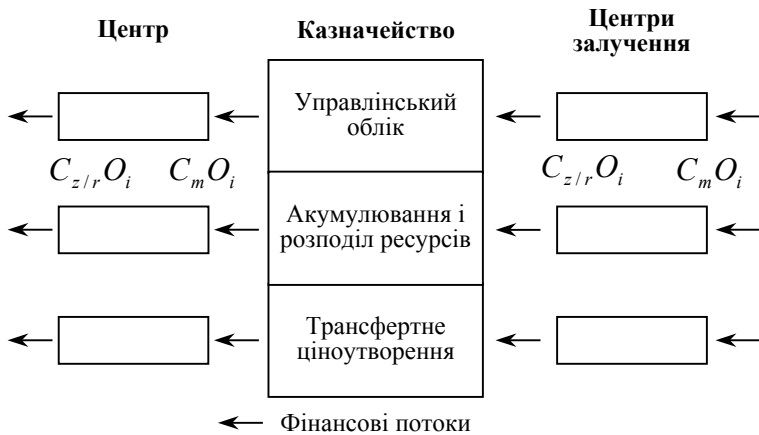 Центр
Казначейство
Центри
залучення
Управлінський
облік
C_{z/r}O_i
C_mO_i
C_{z/r}O_i
C_mO_i
Акумулювання і
розподіл ресурсів
Трансфертне
ціноутворення
Фінансові потоки